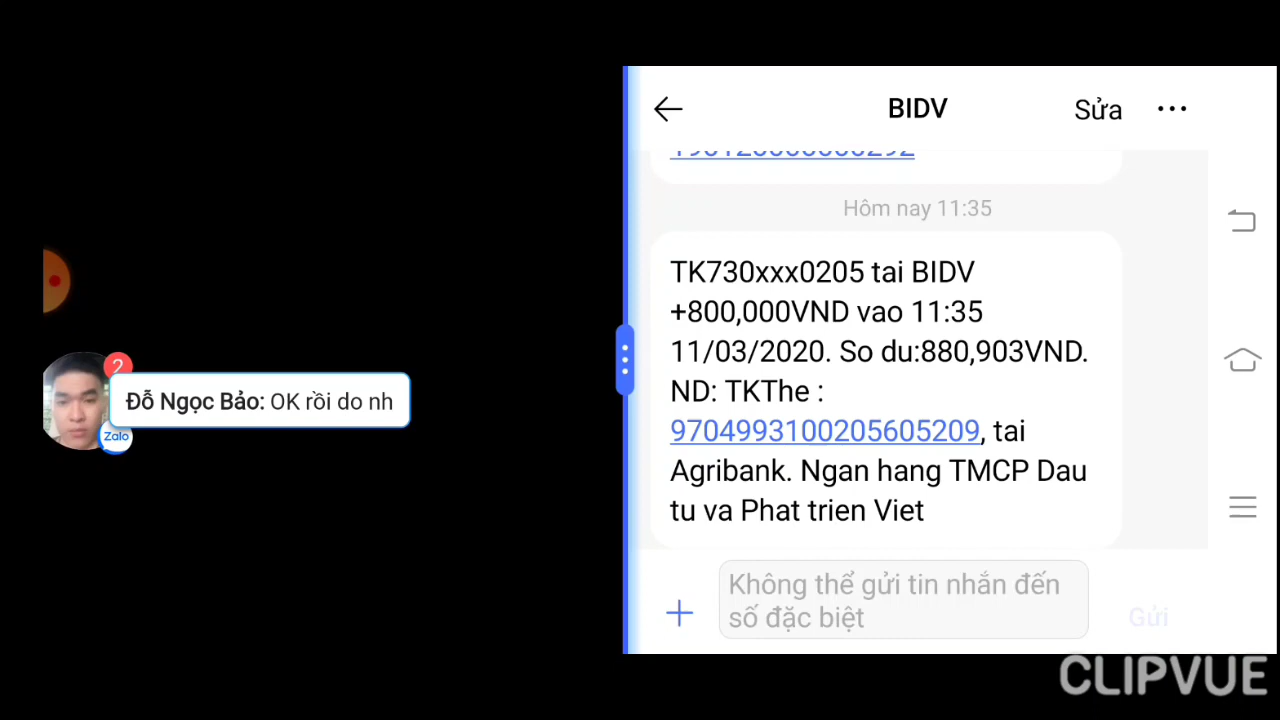 BIDV
Sửa
Hôm nay 11:35
TK730xxx0205 tai BIDV
+800,000VND vao 11:35
11/03/2020. So du:880,903VND.
ND: TKThe :
9704993100205605209, tai
Agribank. Ngan hang TMCP Dau
tu va Phat trien Viet
Không thể gửi tin nhắn đến
số đặc biệt
Gửi
2
Đỗ Ngọc Bảo: OK rồi do nh
Zalo
CLIPVUE